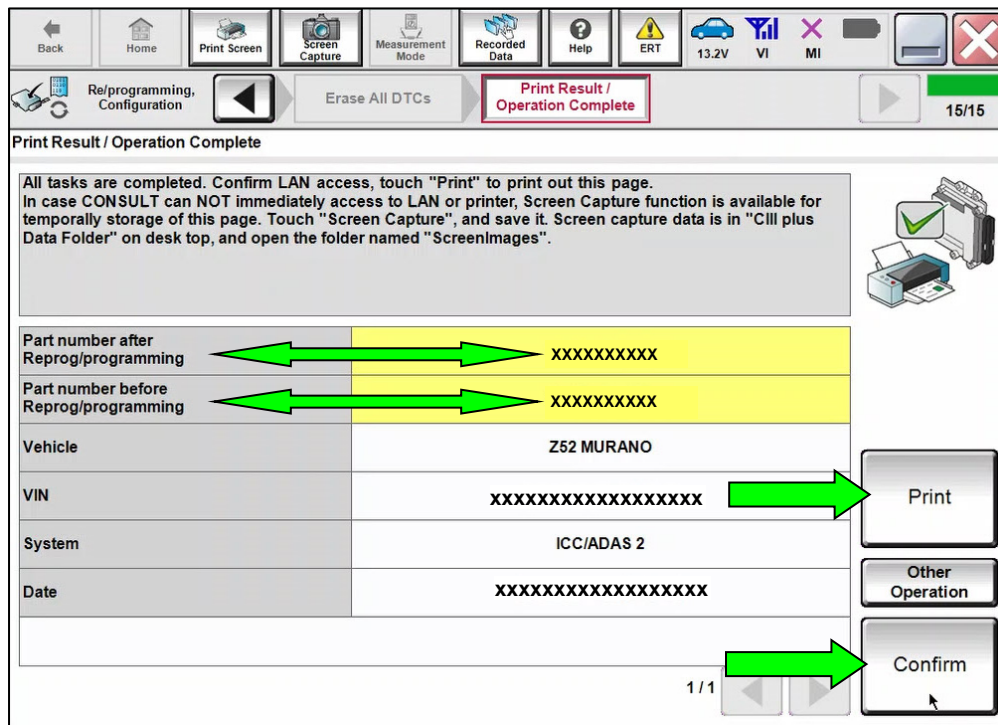 Back
Home
Print Screen
Screen
Capture
Measurement
Mode
Recorded
Data
Help
ERT
13.2V
VI
MI
Re/programming,
Configuration
Erase All DTCs
Print Result /
Operation Complete
15/15
Print Result / Operation Complete
All tasks are completed. Confirm LAN access, touch "Print" to print out this page.
In case CONSULT can NOT immediately access to LAN or printer, Screen Capture function is available for
temporally storage of this page. Touch "Screen Capture", and save it. Screen capture data is in "CIII plus
Data Folder" on desk top, and open the folder named "ScreenImages".
Part number after
Reprog/programming
XXXXXXXXXX
Part number before
Reprog/programming
XXXXXXXXXX
Vehicle
Z52 MURANO
VIN
XXXXXXXXXXXXXXXXXX
Print
System
ICC/ADAS 2
Other
Operation
Date
XXXXXXXXXXXXXXXXXX
Confirm
1/1